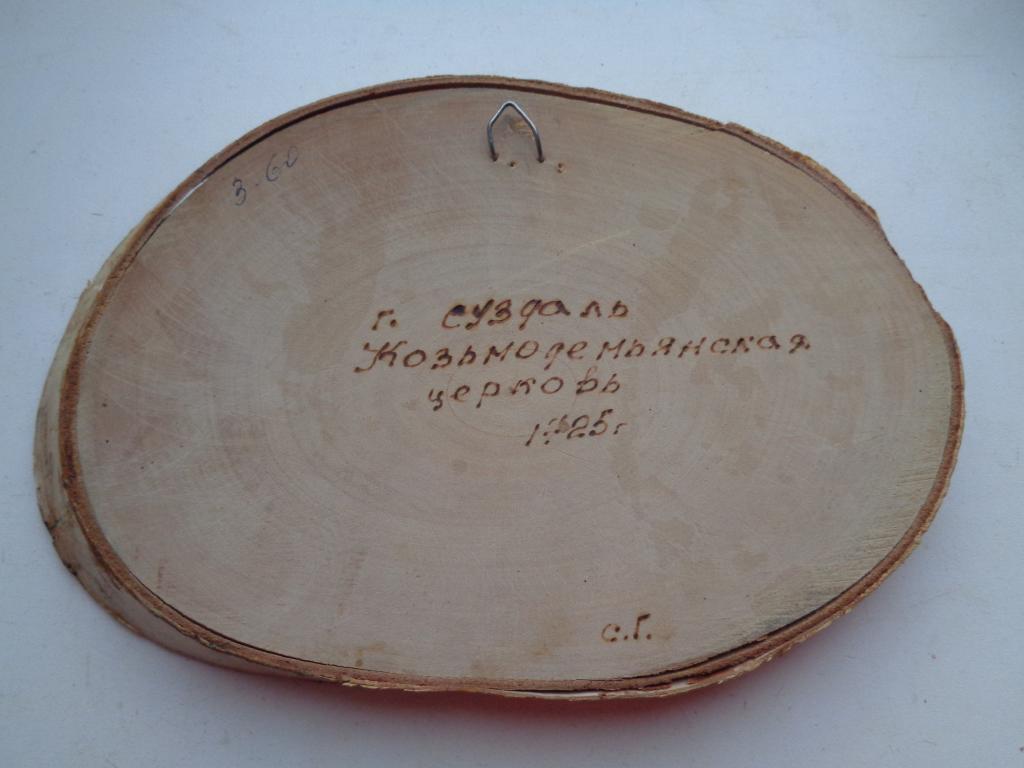 3-60
г. Суздаль
Козьмодемьянская
церковь
1725г
С.Г.